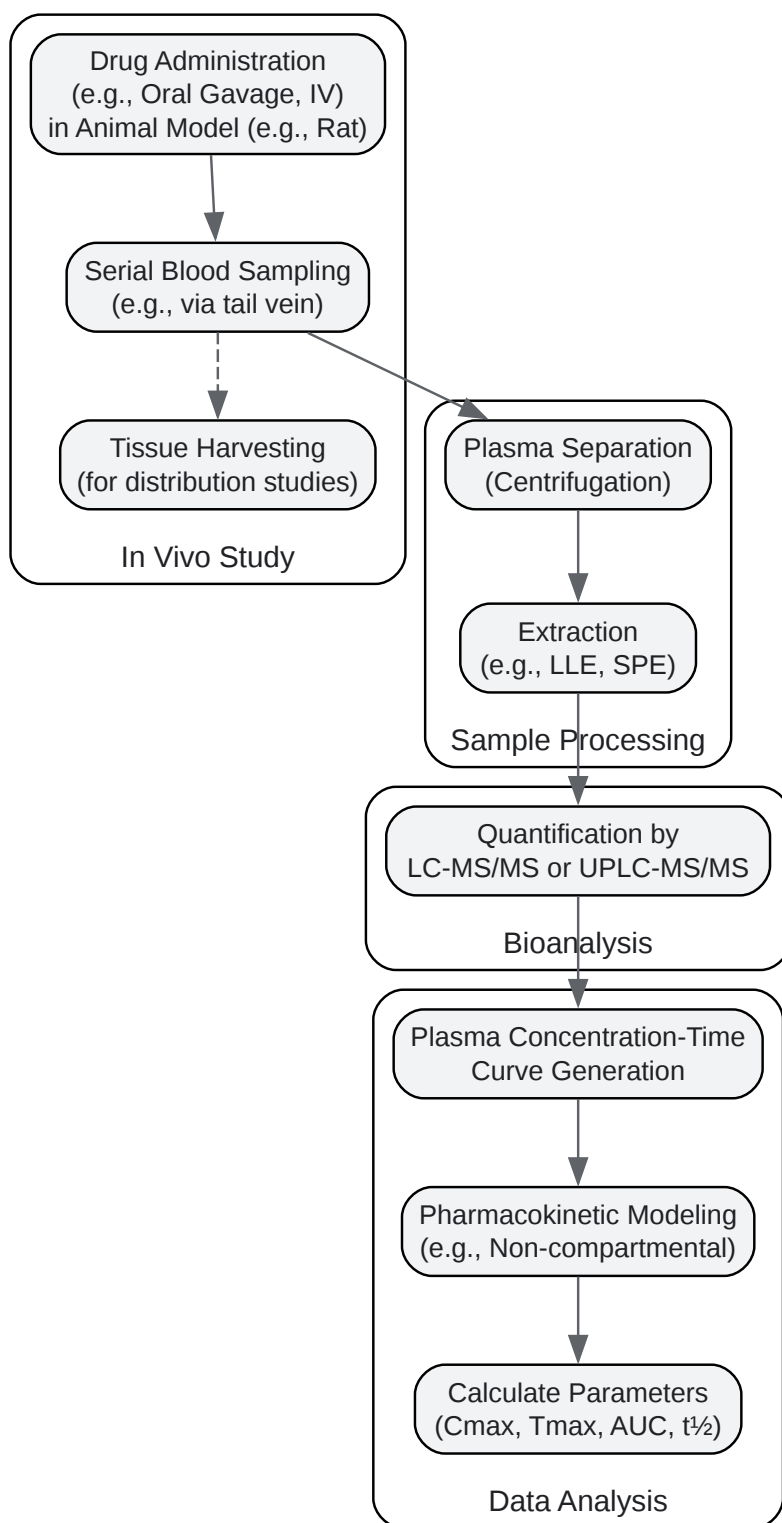 Drug Administration
(e.g., Oral Gavage, IV)
in Animal Model (e.g., Rat)
Serial Blood Sampling
(e.g., via tail vein)
Tissue Harvesting
(for distribution studies)
In Vivo Study
Plasma Separation
(Centrifugation)
Extraction
(e.g., LLE, SPE)
Sample Processing
Quantification by
LC-MS/MS or UPLC-MS/MS
Bioanalysis
Plasma Concentration-Time
Curve Generation
Pharmacokinetic Modeling
(e.g., Non-compartmental)
Calculate Parameters
(Cmax, Tmax, AUC, t½)
Data Analysis